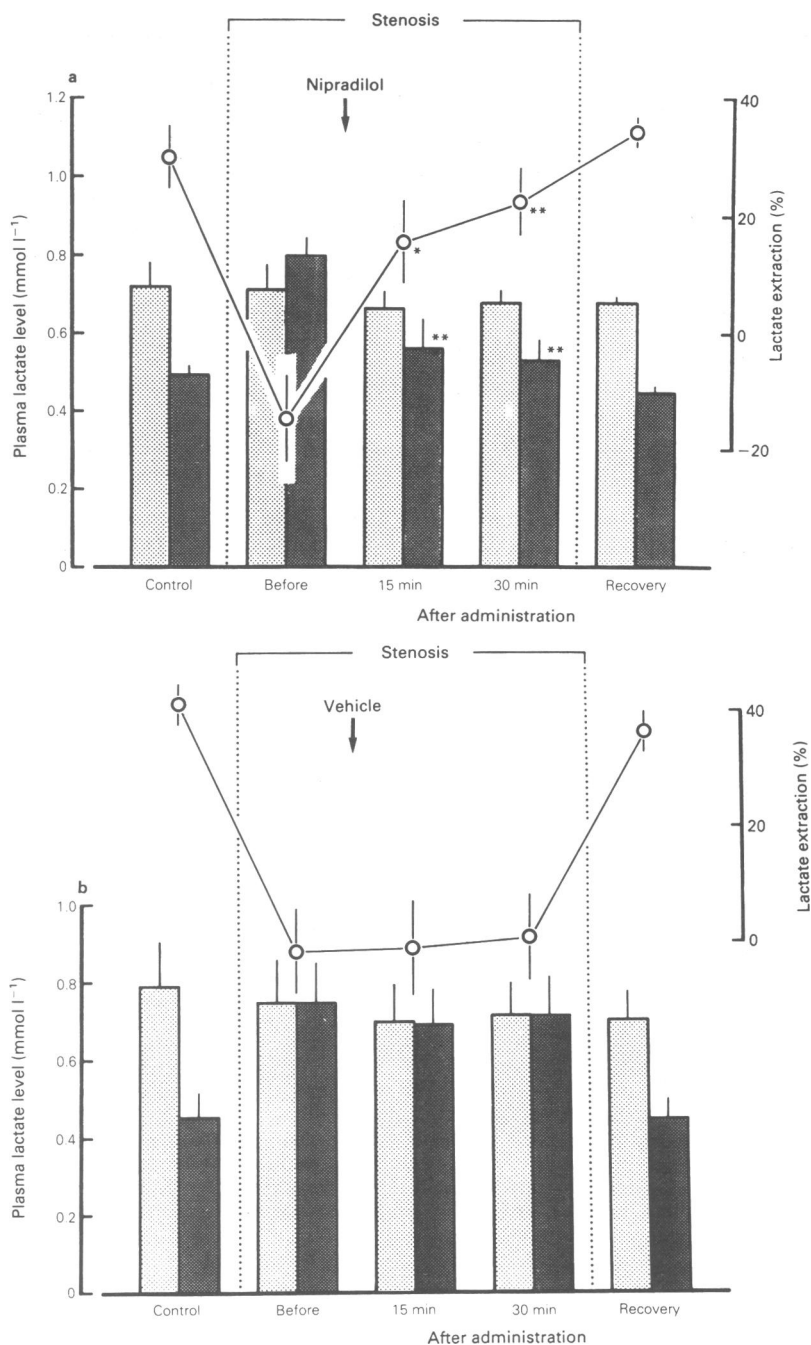 Stenosis
a
Nipradilol
1.2
1.0
0.8
0.6
0.4
0.2
0
Plasma lactate level (mmol l⁻¹)
40
20
0
−20
Lactate extraction (%)
*
**
**
**
Control Before 15 min 30 min Recovery
After administration
Stenosis
Vehicle
b
1.0
0.8
0.6
0.4
0.2
0
Plasma lactate level (mmol l⁻¹)
40
20
0
Lactate extraction (%)
Control Before 15 min 30 min Recovery
After administration